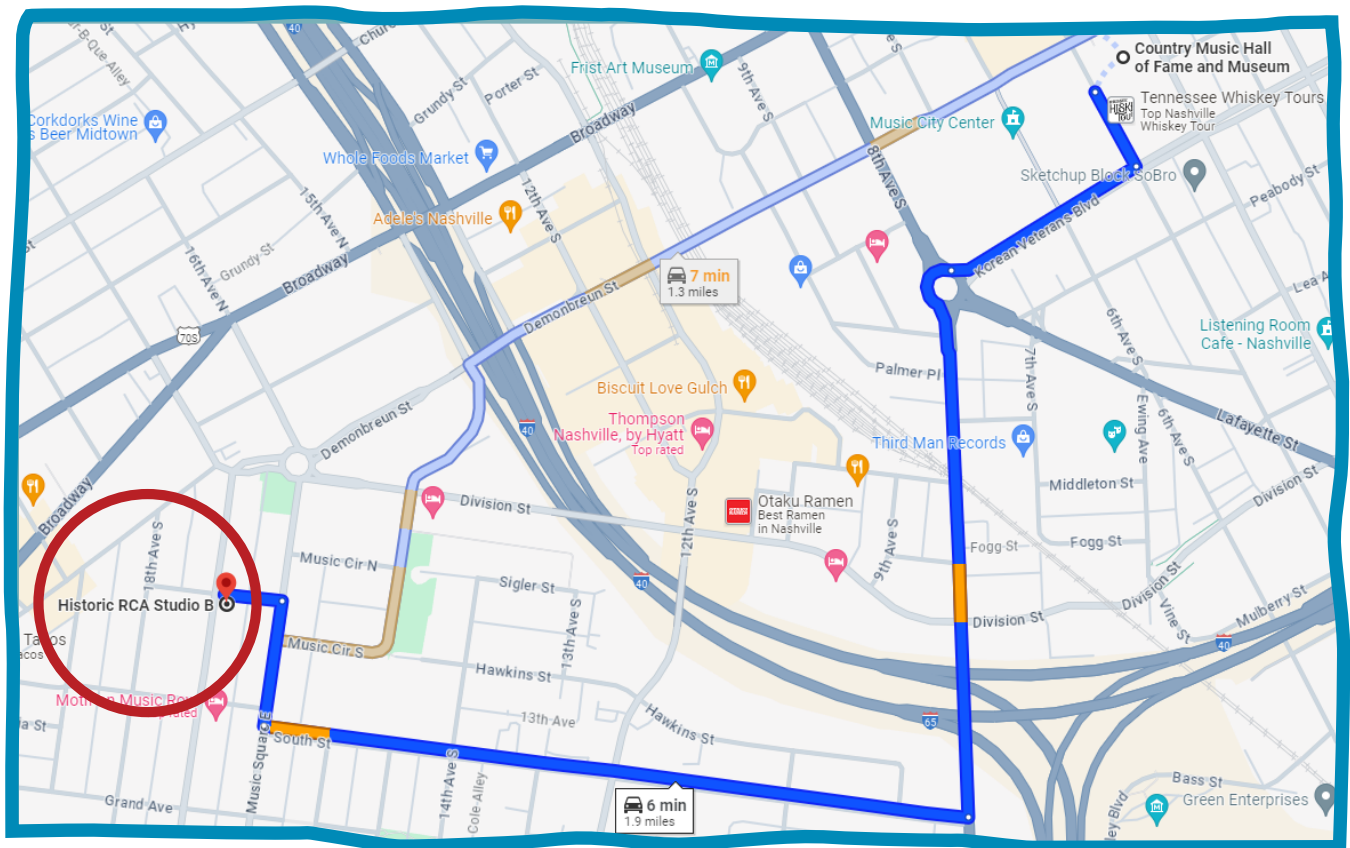 40
Church
Country Music Hall
of Fame and Museum
Frist Art Museum
Porter St
Grundy St
9th Ave S
Tennessee Whiskey Tours
Top Nashville
Whiskey Tour
r-B-Que Alley
Corkdorks Wine
s Beer Midtown
Broadway
Music City Center
Whole Foods Market
8th Ave S
Sketchup Block SoBro
Peabody St
12th Ave S
15th Ave N
Adele's Nashville
Korean Veterans Blvd
16th Ave N
Grundy St
Broadway
7 min
1.3 miles
Lea A
Demonbreun St
6th Ave S
Listening Room
Cafe - Nashville
70S
Palmer Pl
7th Ave S
Biscuit Love Gulch
Ewing Ave
6th Ave S
Lafayette St
Demonbreun St
Thompson
Nashville, by Hyatt
Top rated
40
Third Man Records
Broadway
Division St
Otaku Ramen
Best Ramen
in Nashville
Middleton St
Division St
12th Ave S
9th Ave S
Fogg St
Fogg St
18th Ave S
Music Cir N
Sigler St
40
Division St
Division St
Mulberry St
Historic RCA Studio B
13th Ave S
Vine St
40
Music Cir S
Hawkins St
13th Ave
Hawkins St
65
South St
Music Square E
14th Ave S
Cole Alley
Grand Ave
6 min
1.9 miles
Bass St
Green Enterprises
ley Blvd